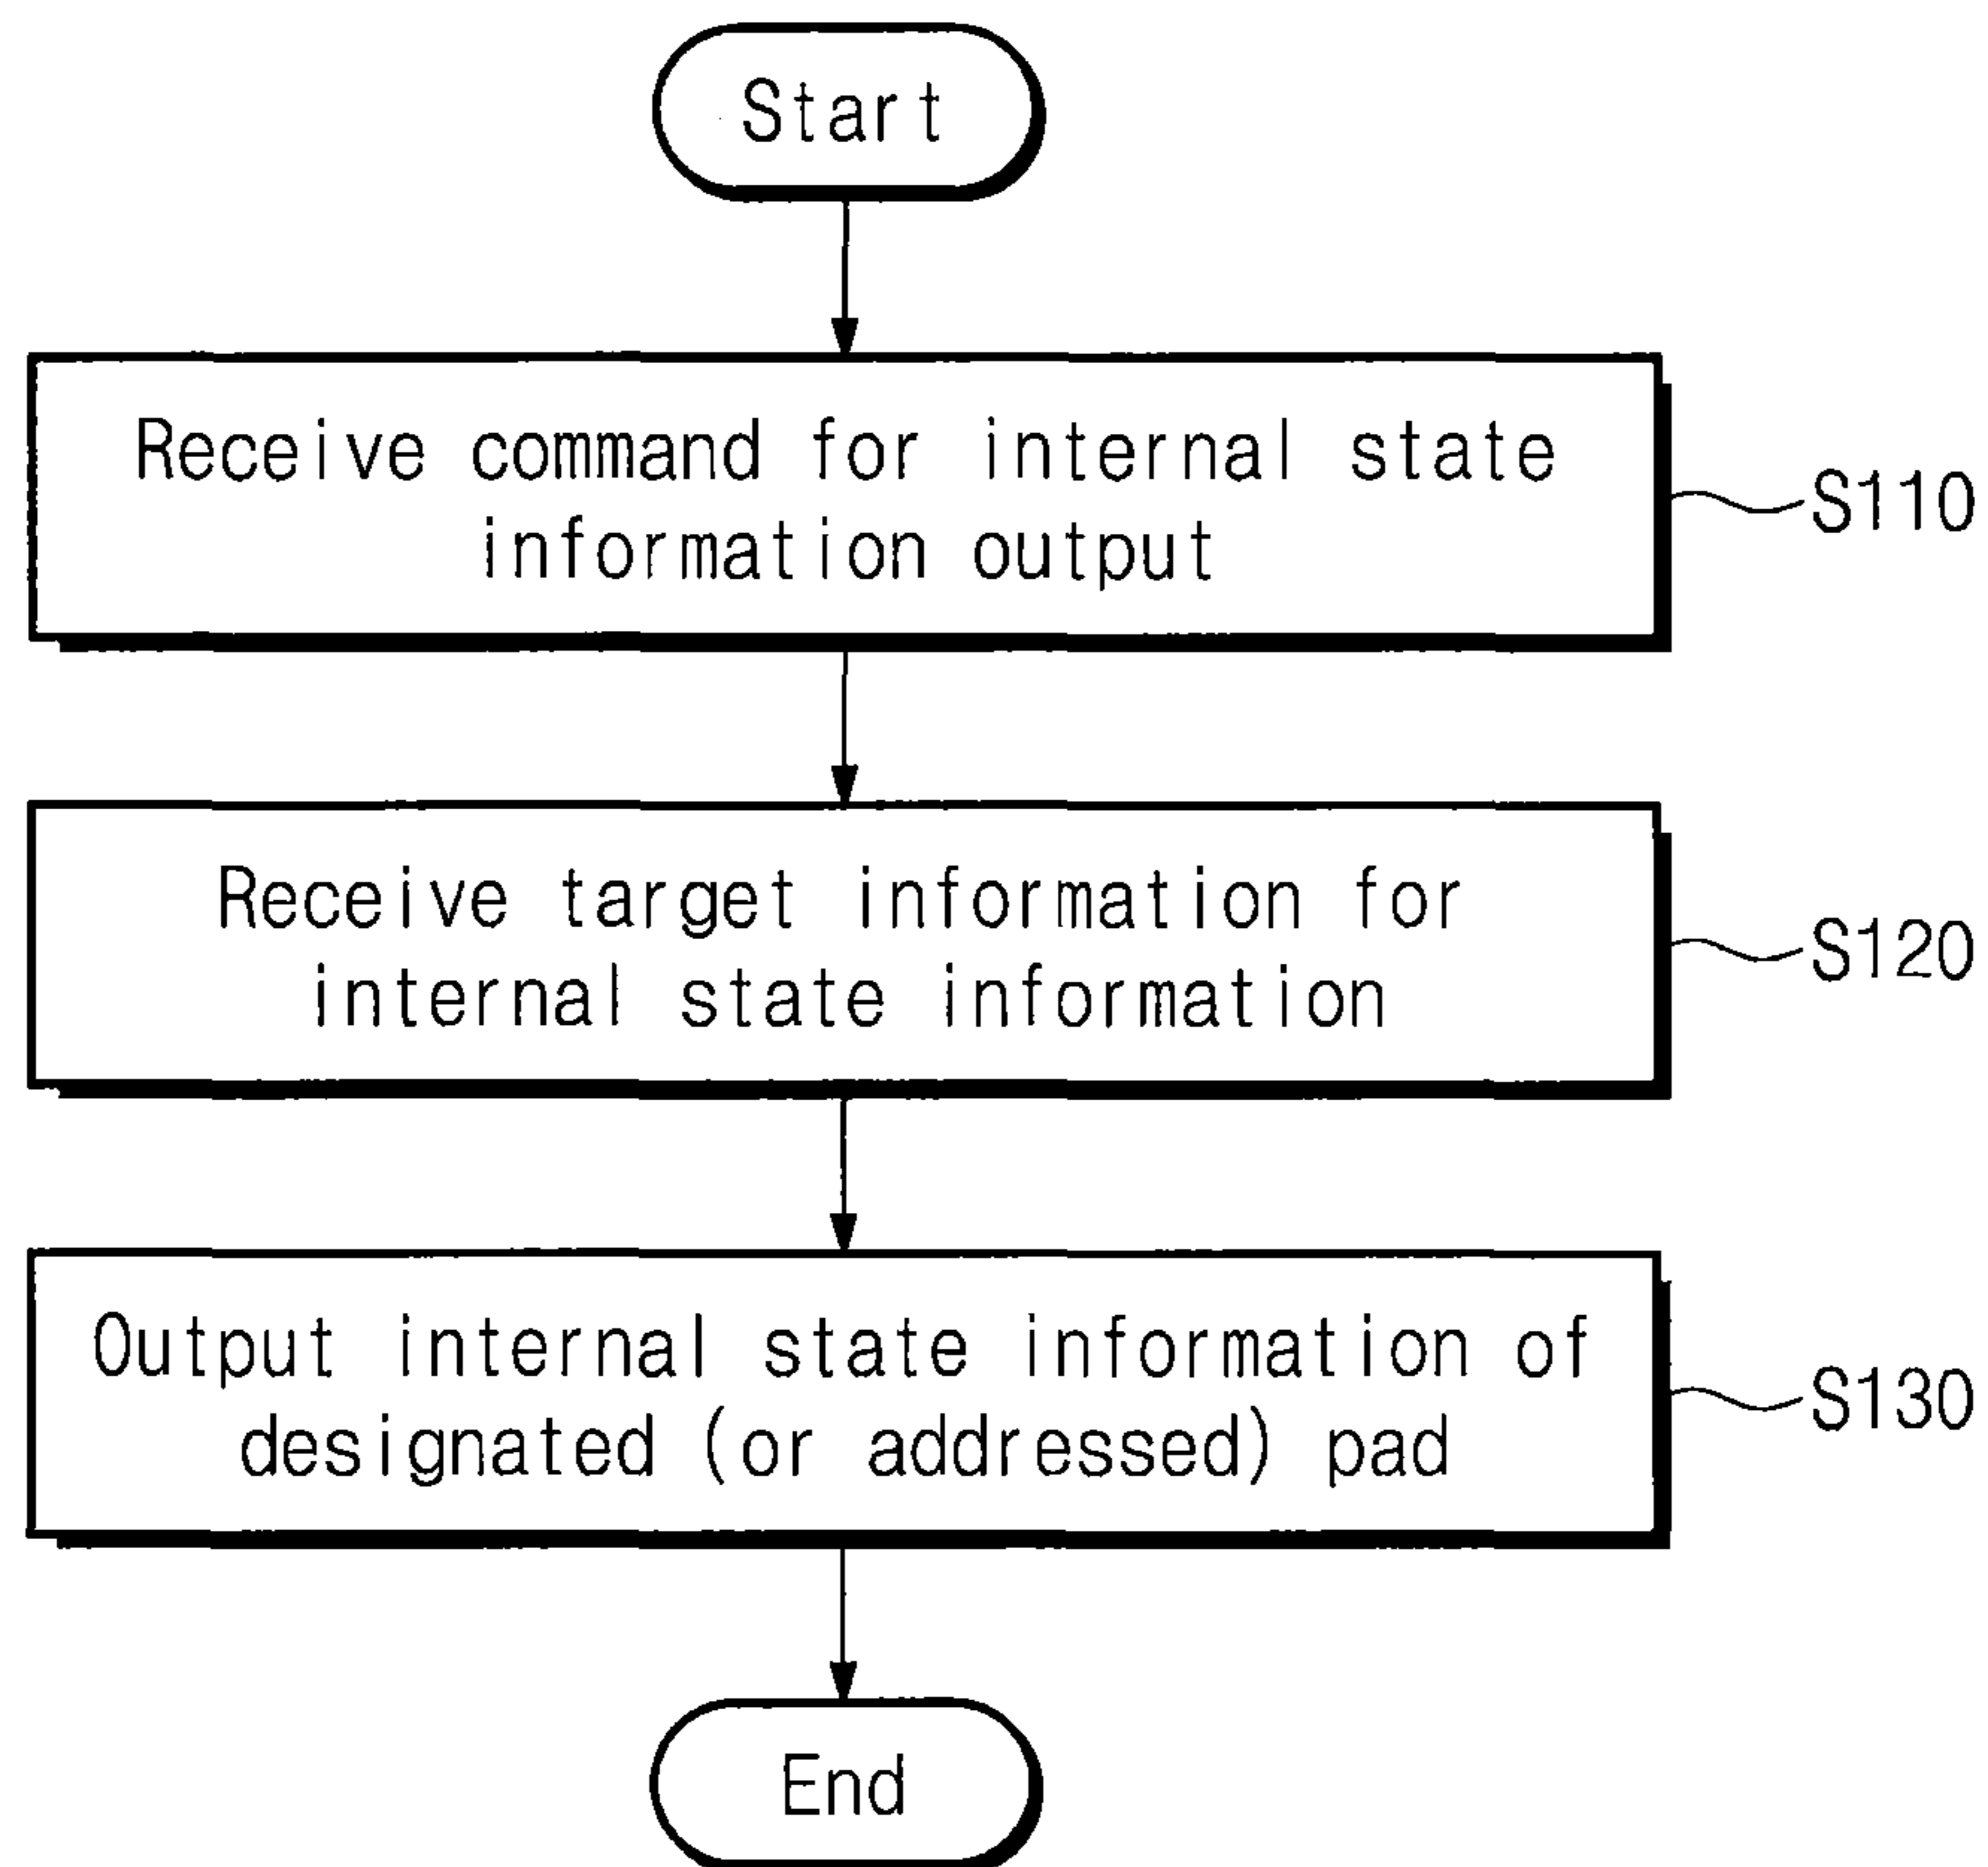 Start
Receive command for internal state
information output
S110
Receive target information for
internal state information
S120
Output internal state information of
designated (or addressed) pad
S130
End